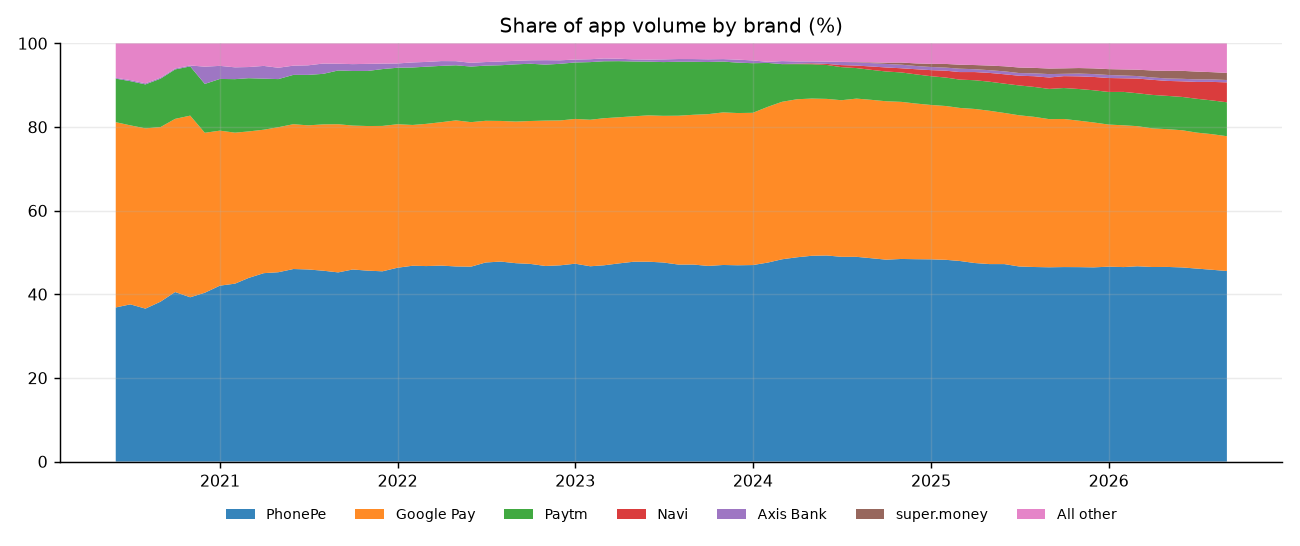 Share of app volume by brand (%)
100
80
60
40
20
0
2021 2022 2023 2024 2025 2026
PhonePe Google Pay Paytm Navi Axis Bank super.money All other